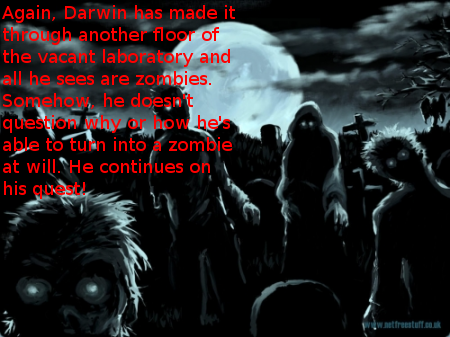 Again, Darwin has made it
through another floor of
the vacant laboratory and
all he sees are zombies.
Somehow, he doesn't
question why or how he's
able to turn into a zombie
at will. He continues on
his quest!
www.netfreestuff.co.uk